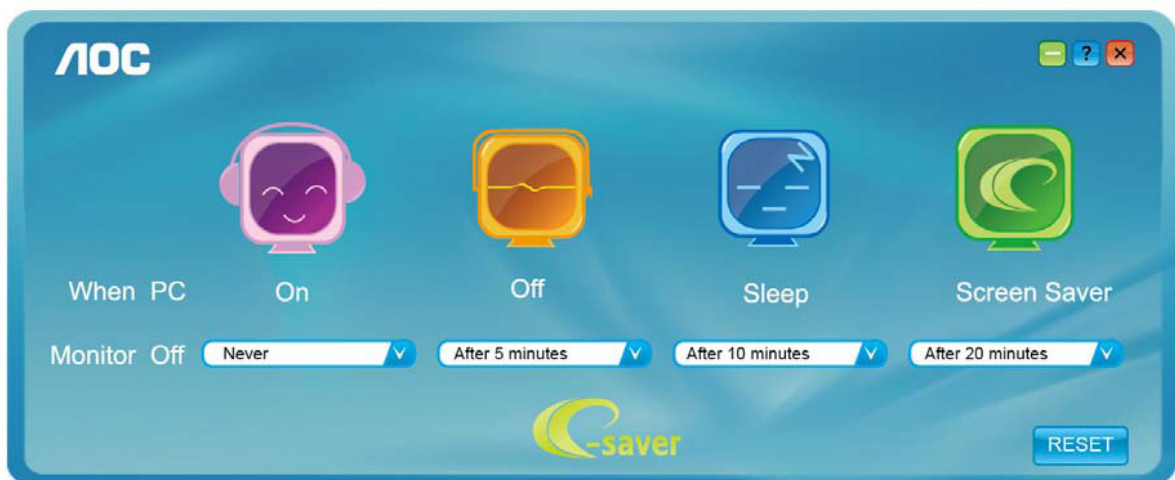 AOC
?
When PC On Off Sleep Screen Saver
Monitor Off Never After 5 minutes After 10 minutes After 20 minutes
e-saver
RESET